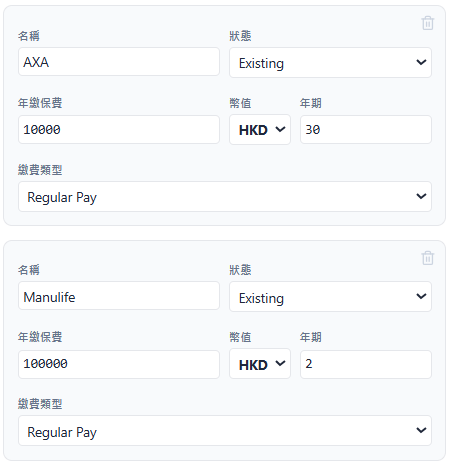 名稱 狀態
AXA Existing
年繳保費 幣值 年期
10000 HKD 30
繳費類型
Regular Pay
名稱 狀態
Manulife Existing
年繳保費 幣值 年期
100000 HKD 2
繳費類型
Regular Pay